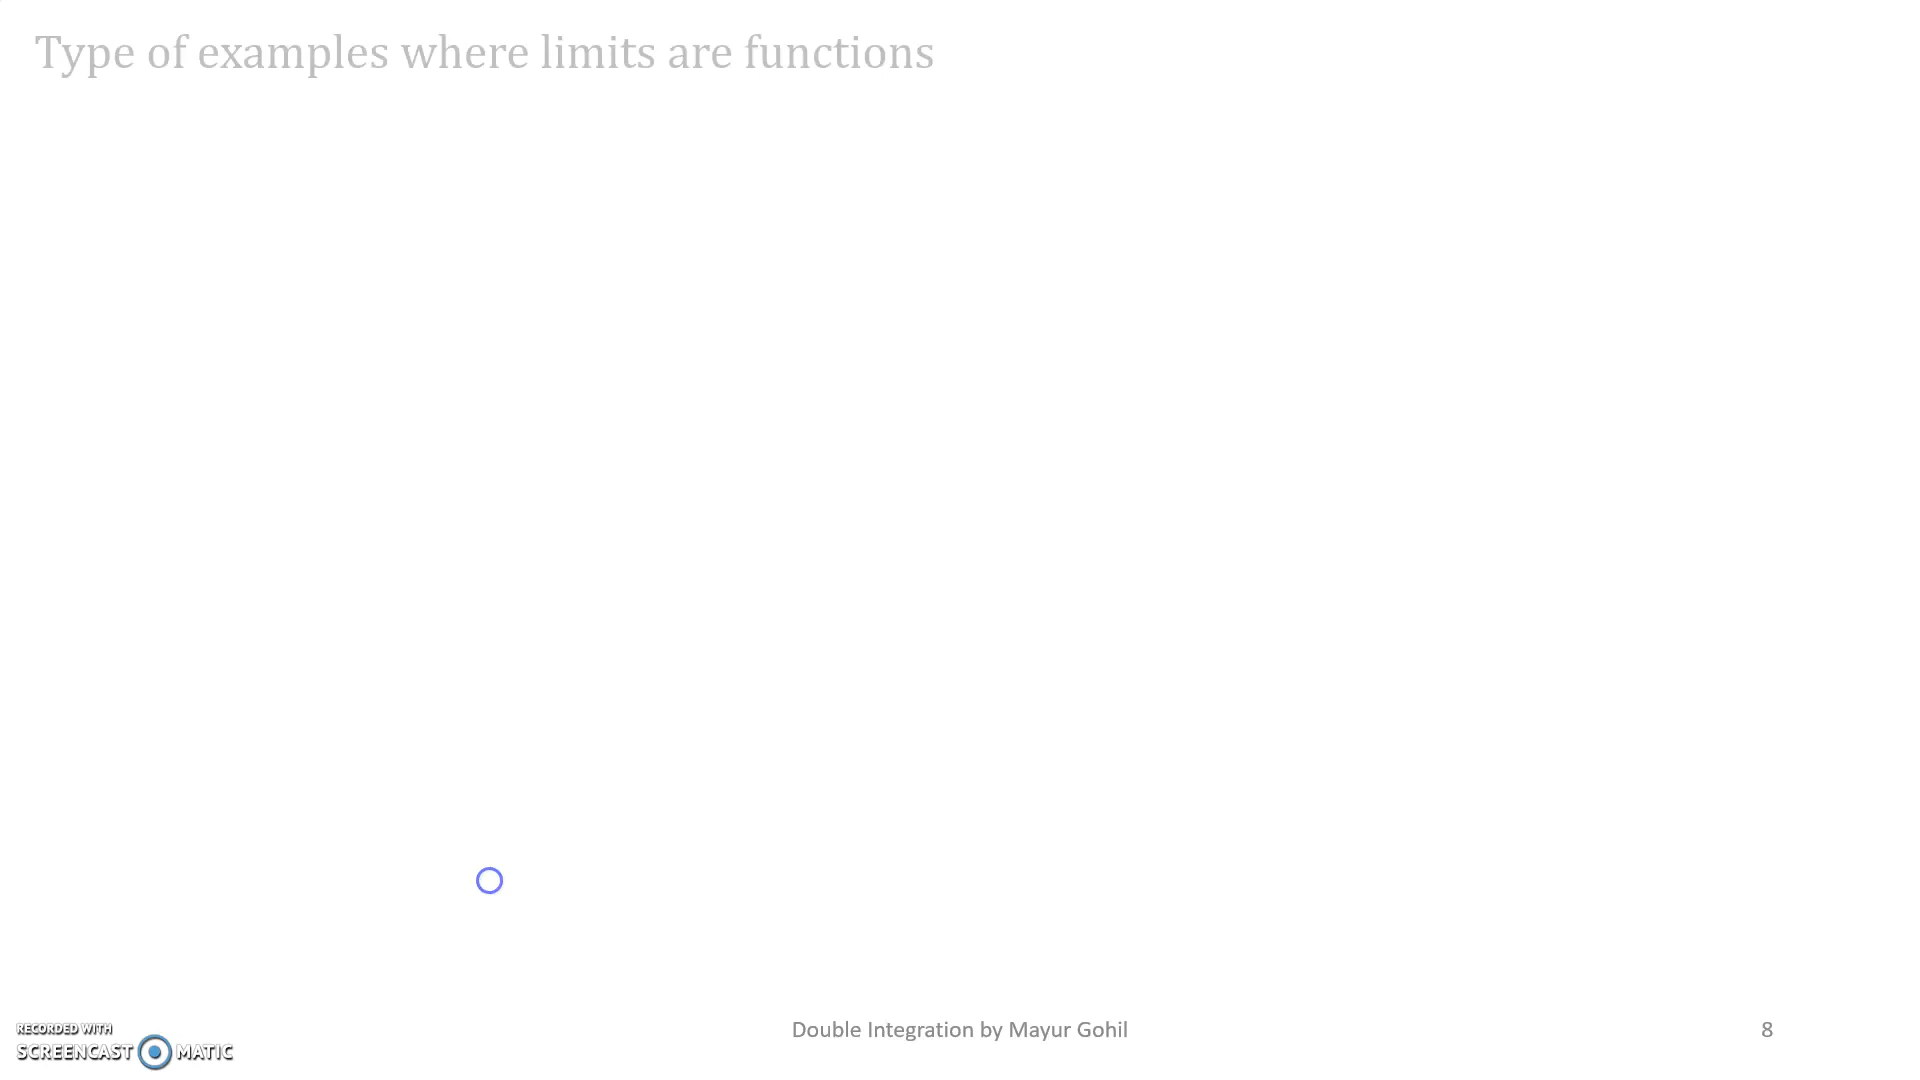 Type of examples where limits are functions
Double Integration by Mayur Gohil
8
RECORDED WITH
SCREENCAST MATIC